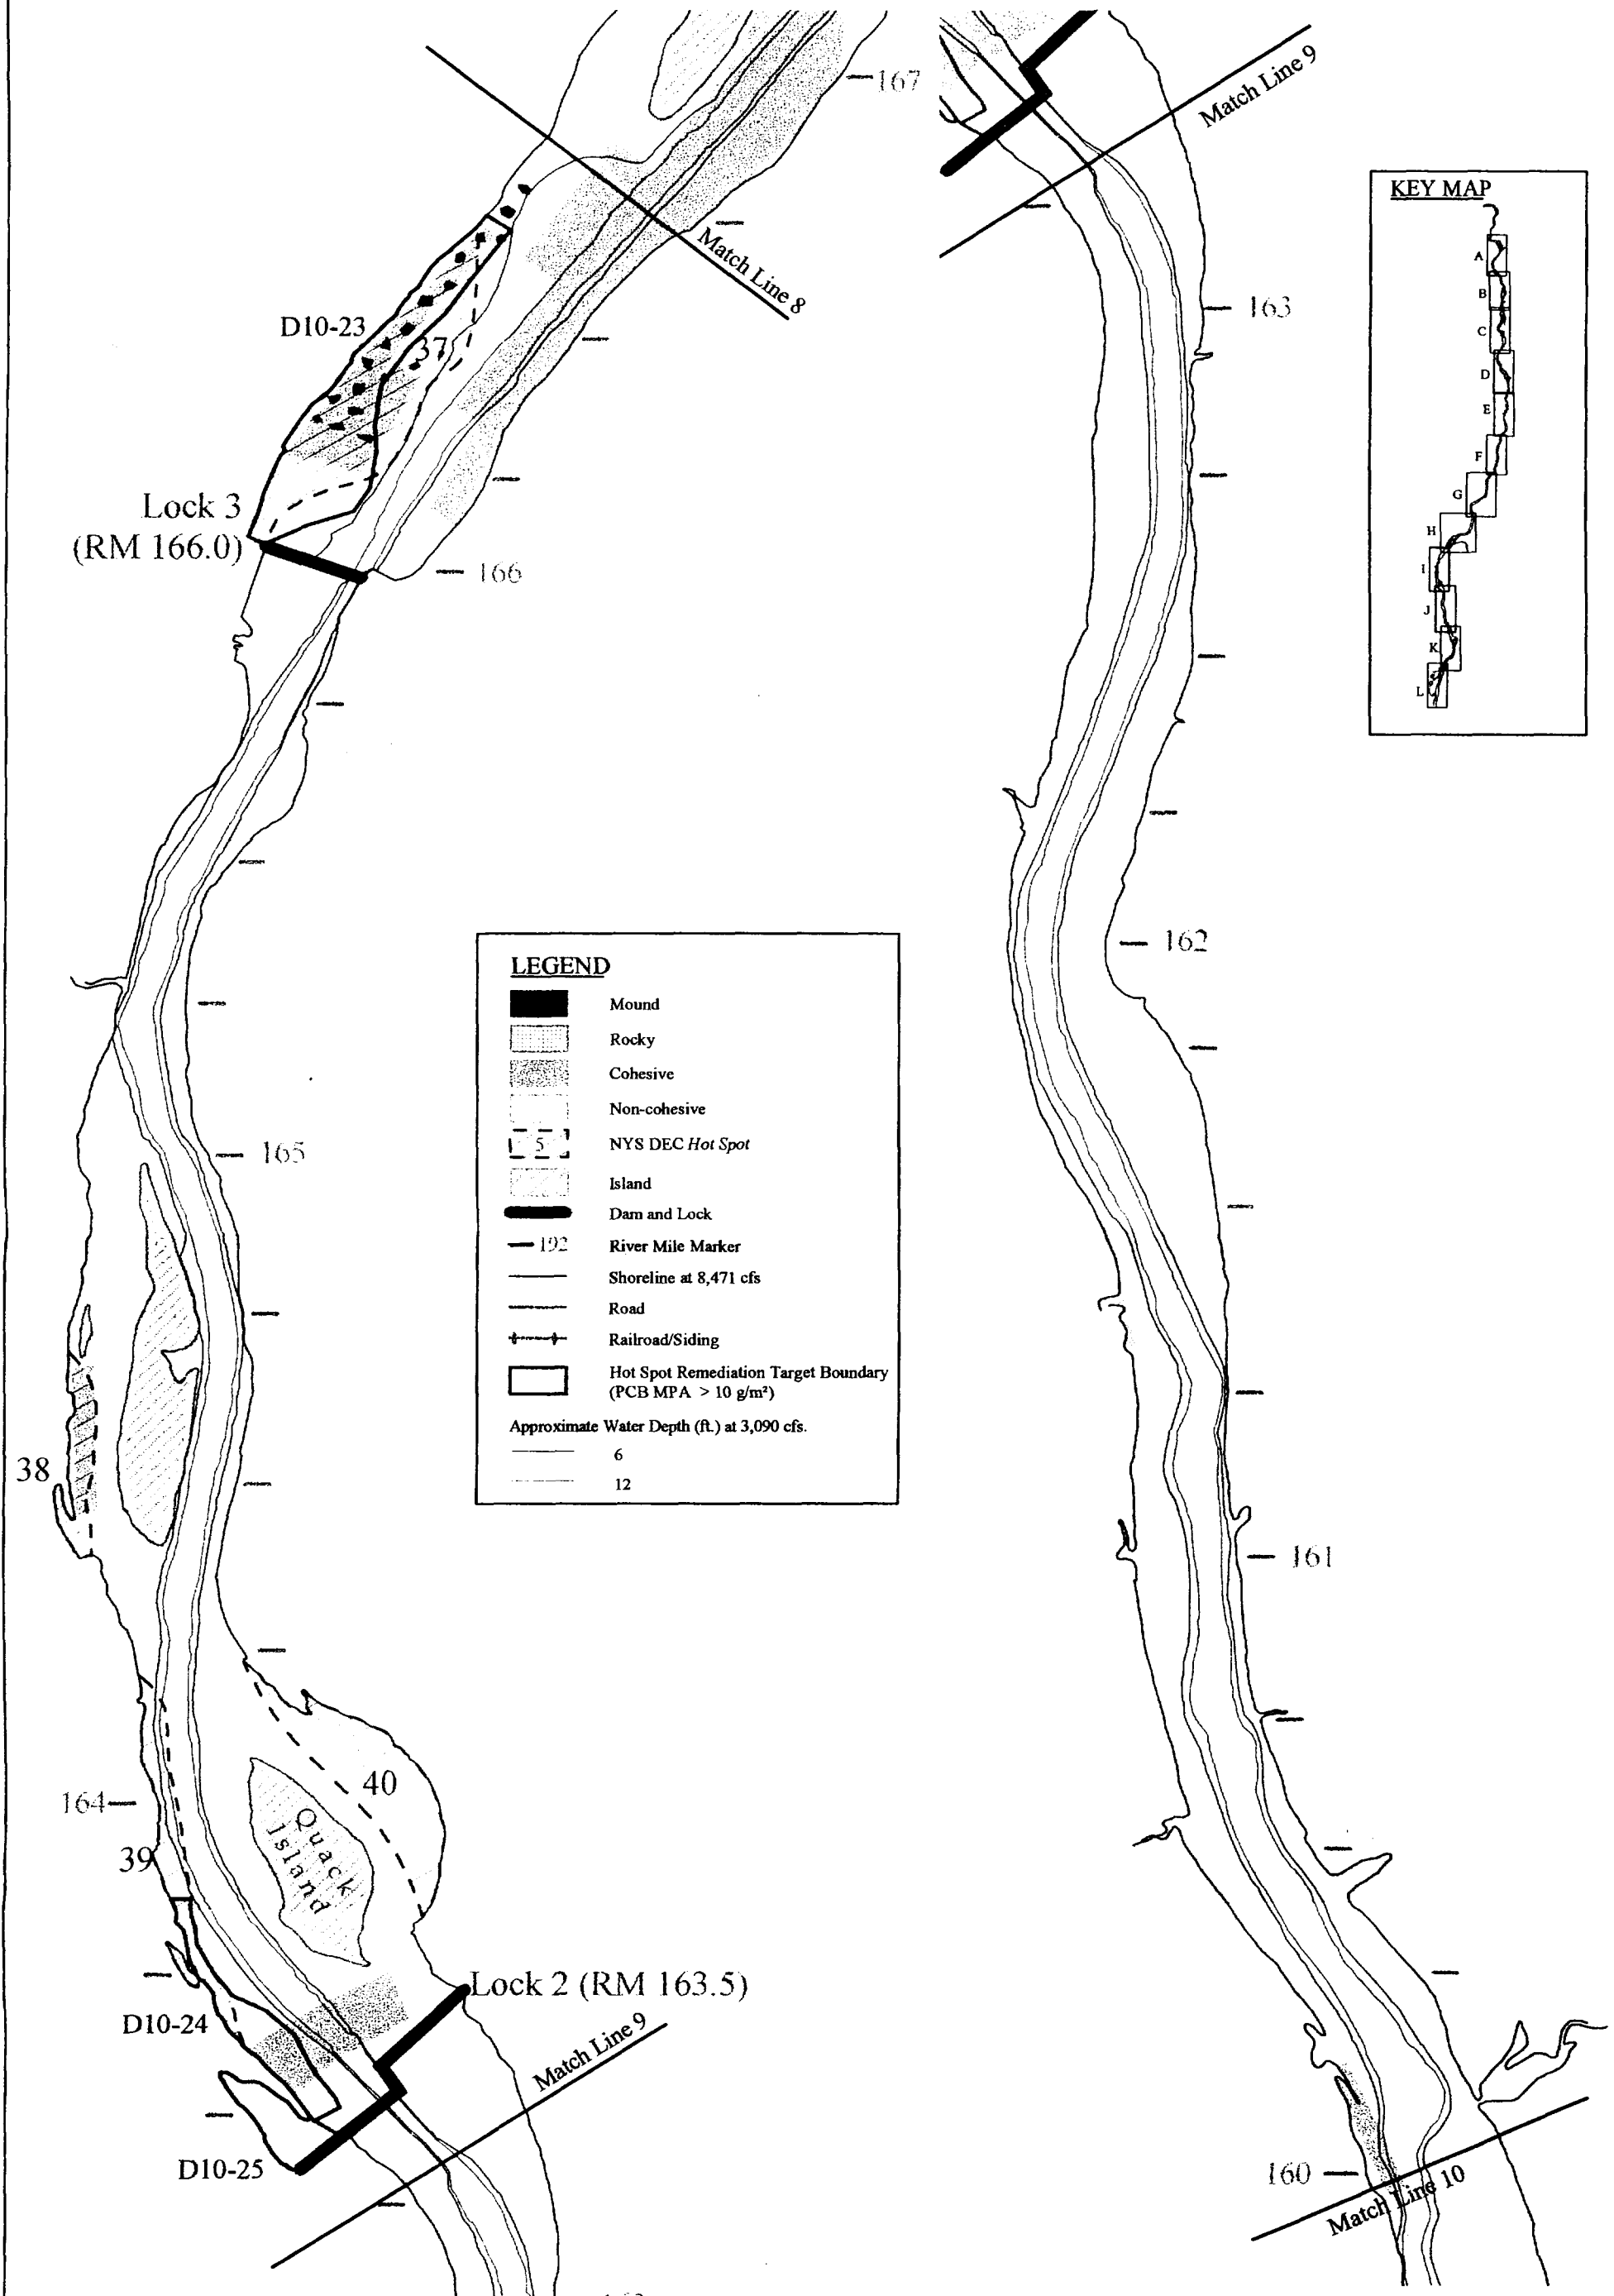 167
Match Line 8
D10-23
37
Lock 3
(RM 166.0)
166
165
38
40
164
Quack
Island
39
D10-24
Lock 2 (RM 163.5)
Match Line 9
D10-25
LEGEND
Mound
Rocky
Cohesive
Non-cohesive
5 NYS DEC Hot Spot
Island
Dam and Lock
192 River Mile Marker
Shoreline at 8,471 cfs
Road
Railroad/Siding
Hot Spot Remediation Target Boundary
(PCB MPA > 10 g/m²)
Approximate Water Depth (ft.) at 3,090 cfs.
6
12
Match Line 9
163
162
161
160
Match Line 10
KEY MAP
A
B
C
D
E
F
G
H
I
J
K
L